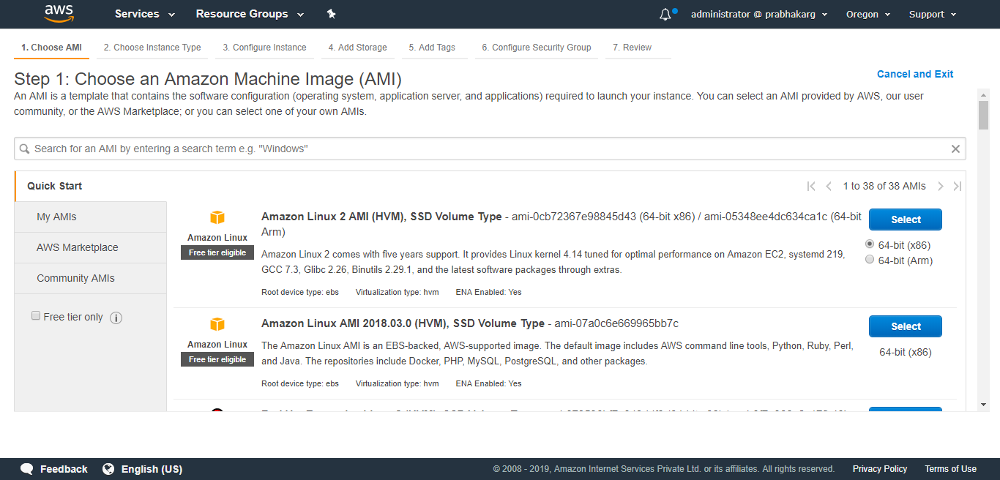 aws Services Resource Groups administrator @ prabhakarg Oregon Support
1. Choose AMI 2. Choose Instance Type 3. Configure Instance 4. Add Storage 5. Add Tags 6. Configure Security Group 7. Review
Step 1: Choose an Amazon Machine Image (AMI)
Cancel and Exit
An AMI is a template that contains the software configuration (operating system, application server, and applications) required to launch your instance. You can select an AMI provided by AWS, our user
community, or the AWS Marketplace; or you can select one of your own AMIs.
Search for an AMI by entering a search term e.g. "Windows"
Quick Start
1 to 38 of 38 AMIs
My AMIs
AWS Marketplace
Community AMIs
Free tier only
Amazon Linux
Free tier eligible
Amazon Linux 2 AMI (HVM), SSD Volume Type - ami-0cb72367e98845d43 (64-bit x86) / ami-05348ee4dc634ca1c (64-bit
Arm)
Amazon Linux 2 comes with five years support. It provides Linux kernel 4.14 tuned for optimal performance on Amazon EC2, systemd 219,
GCC 7.3, Glibc 2.26, Binutils 2.29.1, and the latest software packages through extras.
Root device type: ebs Virtualization type: hvm ENA Enabled: Yes
Select
64-bit (x86)
64-bit (Arm)
Amazon Linux
Free tier eligible
Amazon Linux AMI 2018.03.0 (HVM), SSD Volume Type - ami-07a0c6e669965bb7c
The Amazon Linux AMI is an EBS-backed, AWS-supported image. The default image includes AWS command line tools, Python, Ruby, Perl,
and Java. The repositories include Docker, PHP, MySQL, PostgreSQL, and other packages.
Root device type: ebs Virtualization type: hvm ENA Enabled: Yes
Select
64-bit (x86)
Feedback English (US) © 2008 - 2019, Amazon Internet Services Private Ltd. or its affiliates. All rights reserved. Privacy Policy Terms of Use